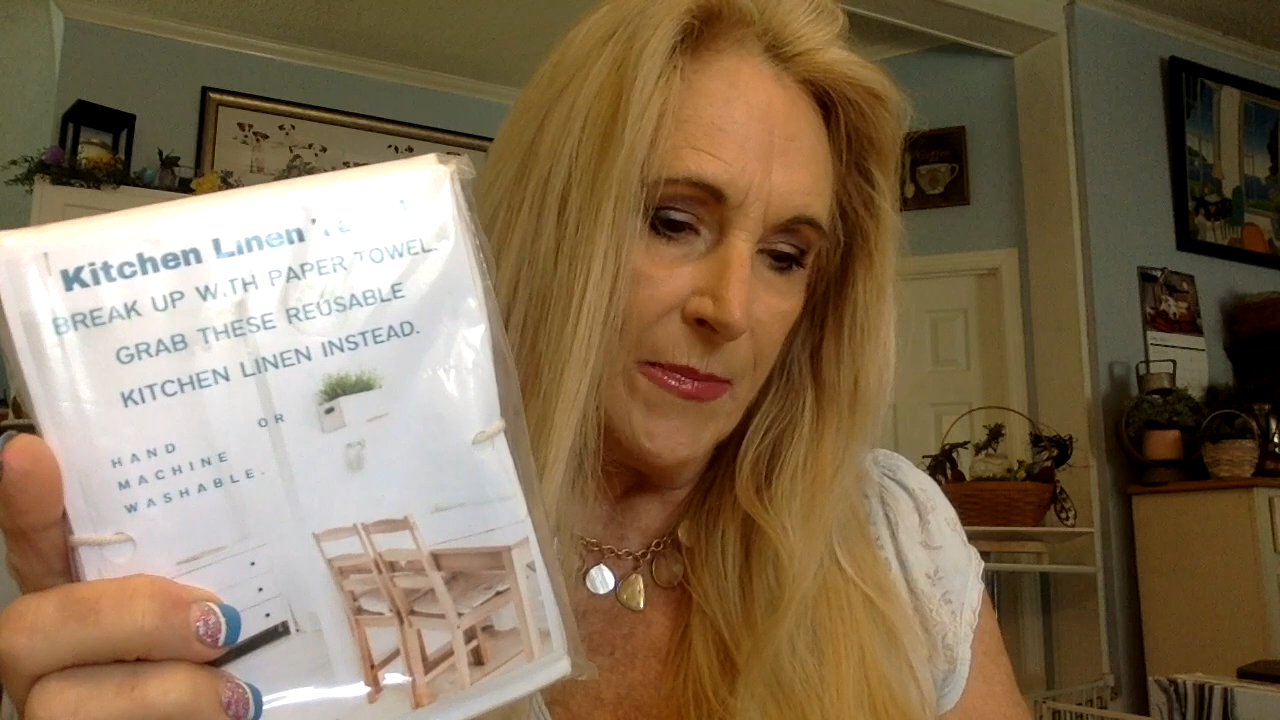 Kitchen Linen
BREAK UP WITH PAPER TOWEL
GRAB THESE REUSABLE
KITCHEN LINEN INSTEAD.
HAND OR
MACHINE
WASHABLE.